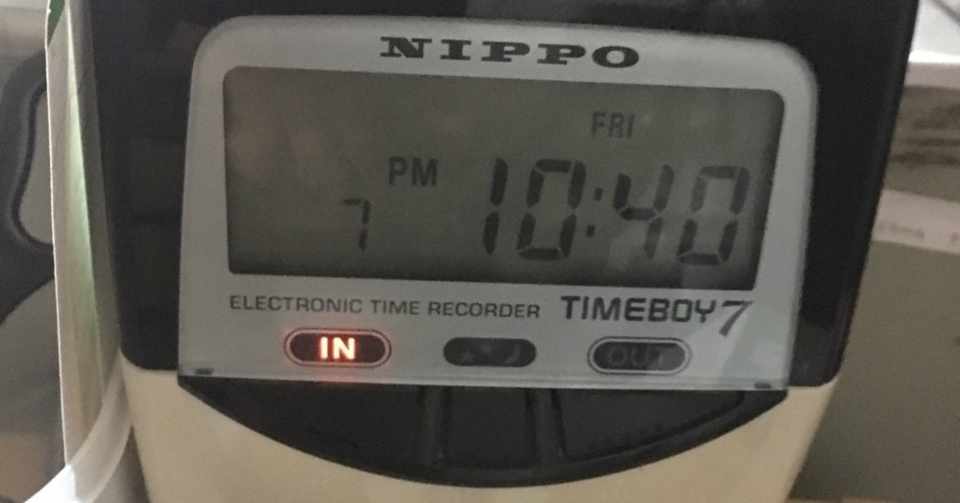 NIPPO
FRI
7 PM 10:40
ELECTRONIC TIME RECORDER TIMEBOY7
IN OUT